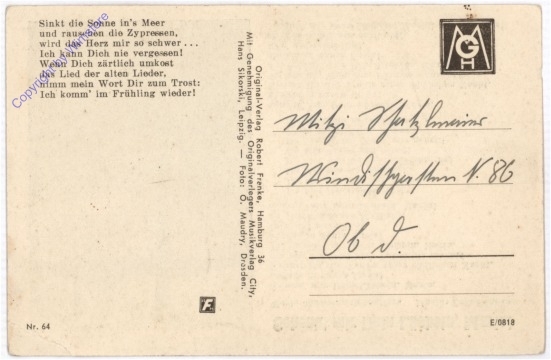 Sinkt die Sonne in's Meer
und rauschen die Zypressen,
wird das Herz mir so schwer ...
Ich kann Dich nie vergessen!
Wenn Dich zärtlich umkost
das Lied der alten Lieder,
nimm mein Wort Dir zum Trost:
Ich komm' im Frühling wieder!
Nr. 64
Original-Verlag Robert Franke, Hamburg 36
Mit Genehmigung des Originalverlegers Musikverlag City,
Hans Sikorski, Leipzig. — Foto: O. Maudry, Dresden.
F
MGH
Mitzi
Windischgarsten N. 86
Ob d.
E/0818